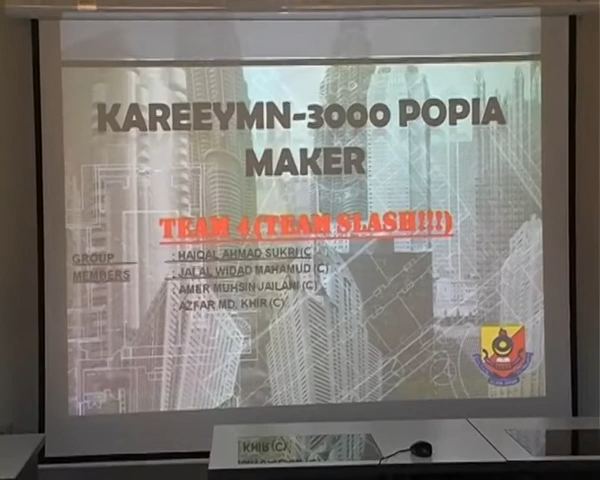 KAREEYMN-3000 POPIA
MAKER
TEAM 4(TEAM SLASH!!!)
GROUP : HAIQAL AHMAD SUKRI (C
MEMBERS : JALAL WIDAD MAHAMUD (C)
: AMER MUHSIN JAILANI (C)
: AZFAR MD. KHIR (C)
KHIR (C)